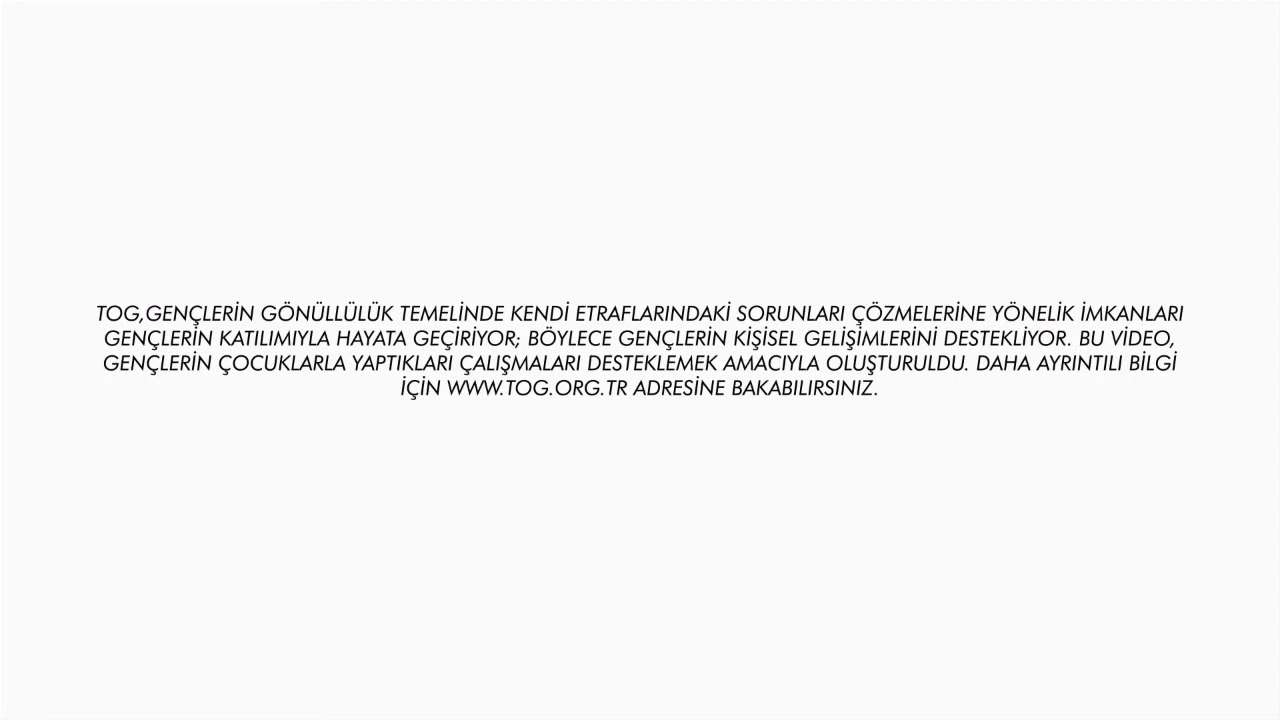 TOG,GENÇLERİN GÖNÜLLÜLÜK TEMELİNDE KENDİ ETRAFLARINDAKİ SORUNLARI ÇÖZMELERİNE YÖNELİK İMKANLARI
GENÇLERİN KATILIMIYLA HAYATA GEÇİRİYOR; BÖYLECE GENÇLERİN KİŞİSEL GELİŞİMLERİNİ DESTEKLİYOR. BU VİDEO,
GENÇLERİN ÇOCUKLARLA YAPTIKLARI ÇALIŞMALARI DESTEKLEMEK AMACIYLA OLUŞTURULDU. DAHA AYRINTILI BİLGİ
İÇİN WWW.TOG.ORG.TR ADRESİNE BAKABILIRSINIZ.